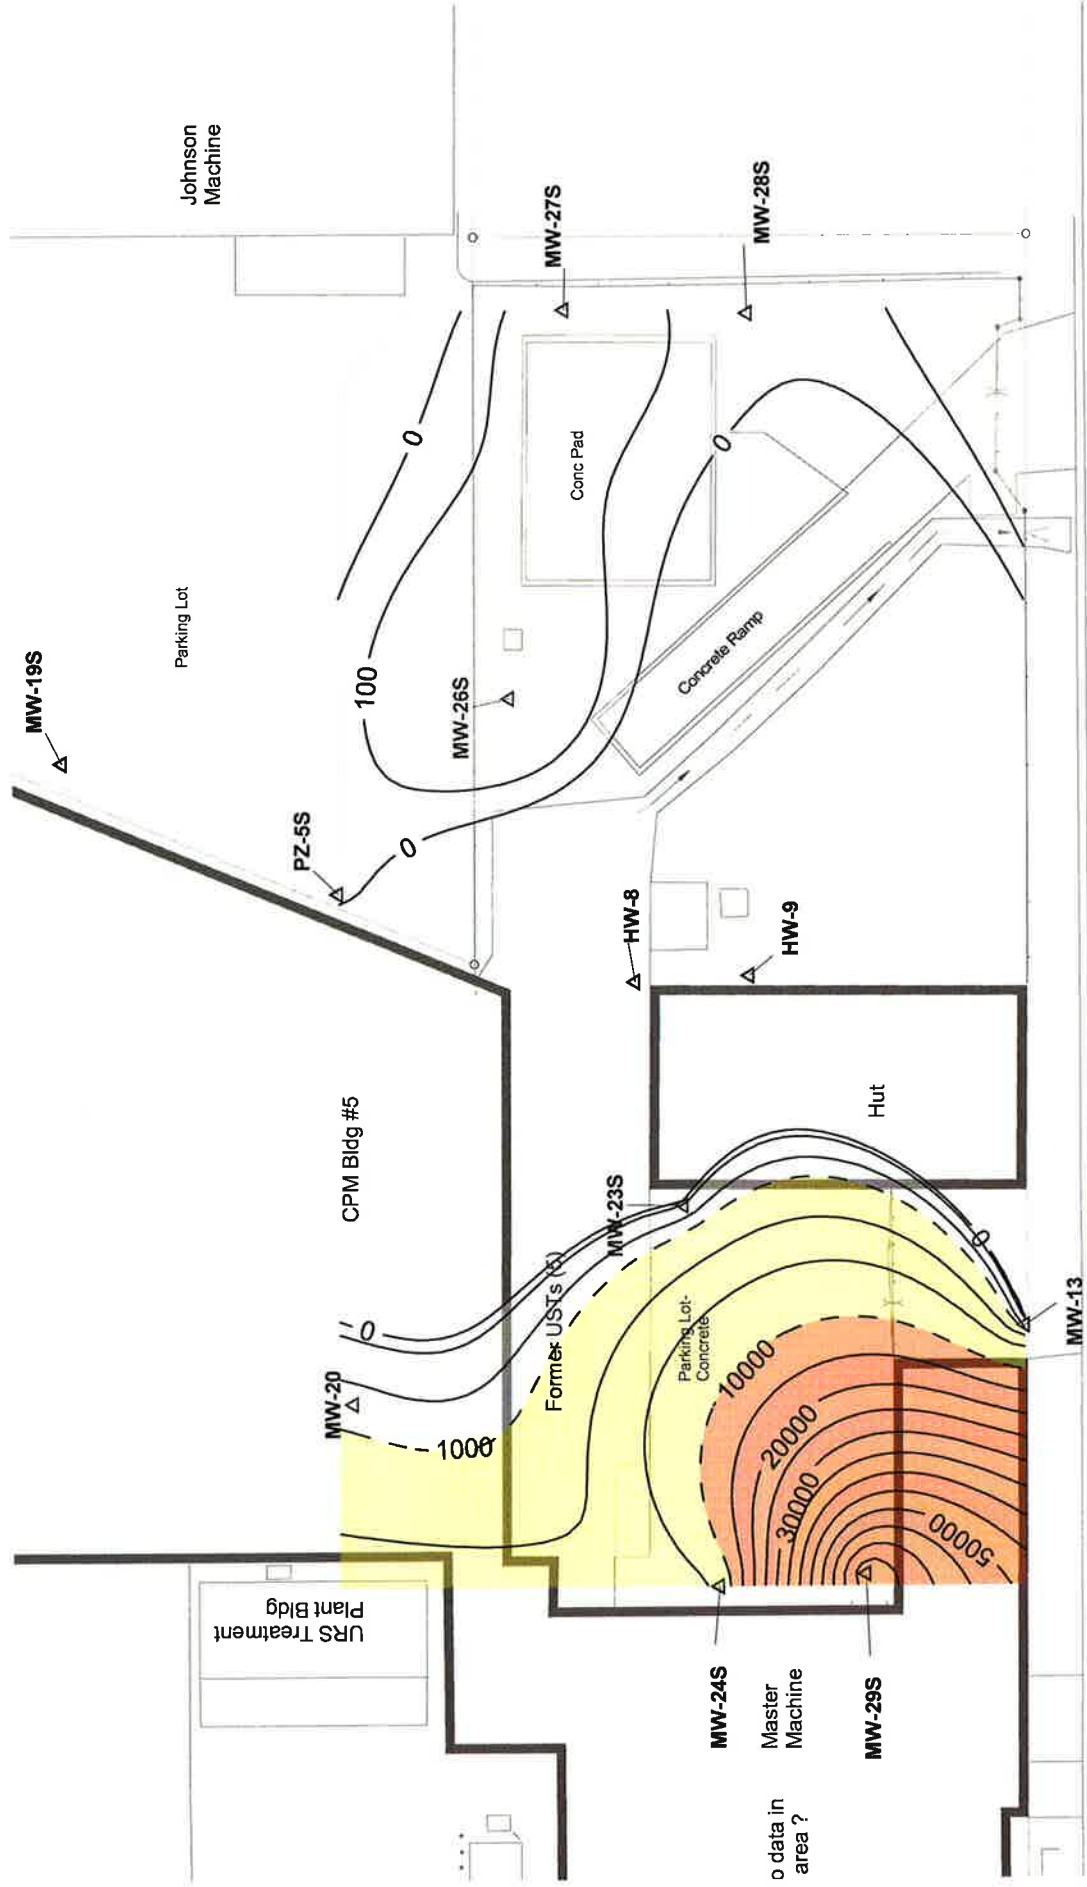 Johnson
Machine
MW-27S
MW-28S
0
Conc Pad
0
Parking Lot
MW-19S
100
MW-26S
Concrete Ramp
PZ-5S
0
HW-8
HW-9
CPM Bldg #5
Hut
MW-23S
Former USTs (5)
0
0
MW-13
MW-20
1000
Parking Lot-
Concrete
10000
20000
30000
50000
URS Treatment
Plant Bldg
MW-24S
Master
Machine
MW-29S
o data in
area ?